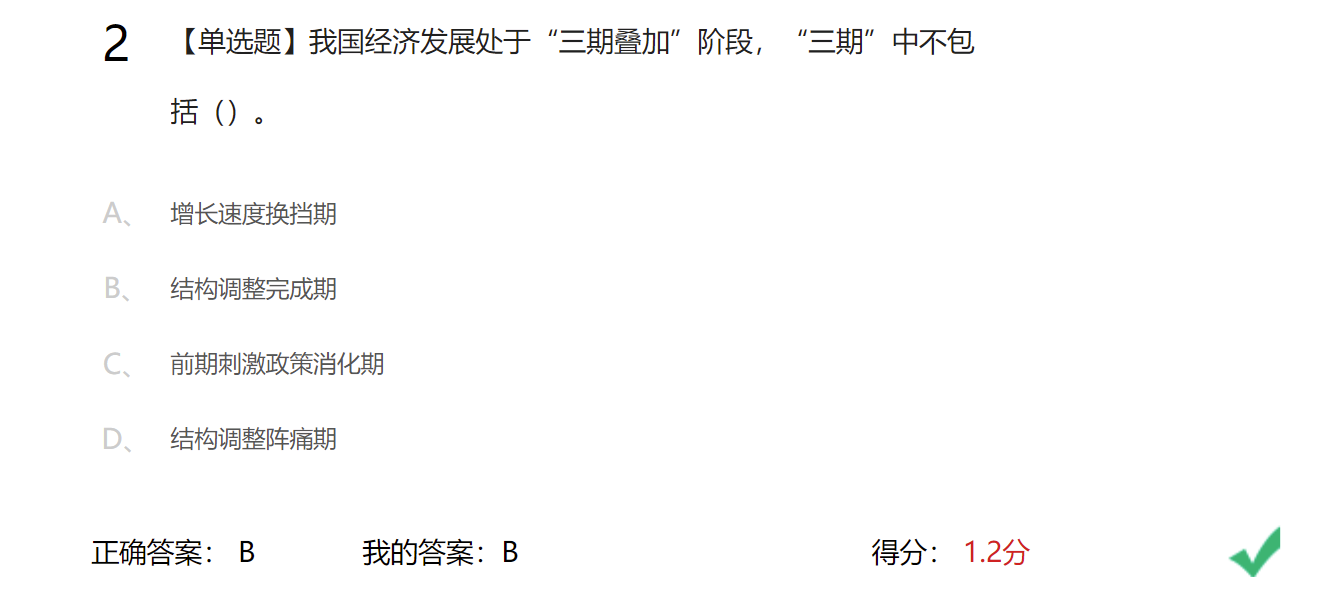 2 【单选题】我国经济发展处于“三期叠加”阶段，“三期”中不包
括（）。
A、 增长速度换挡期
B、 结构调整完成期
C、 前期刺激政策消化期
D、 结构调整阵痛期
正确答案： B 我的答案：B 得分： 1.2分